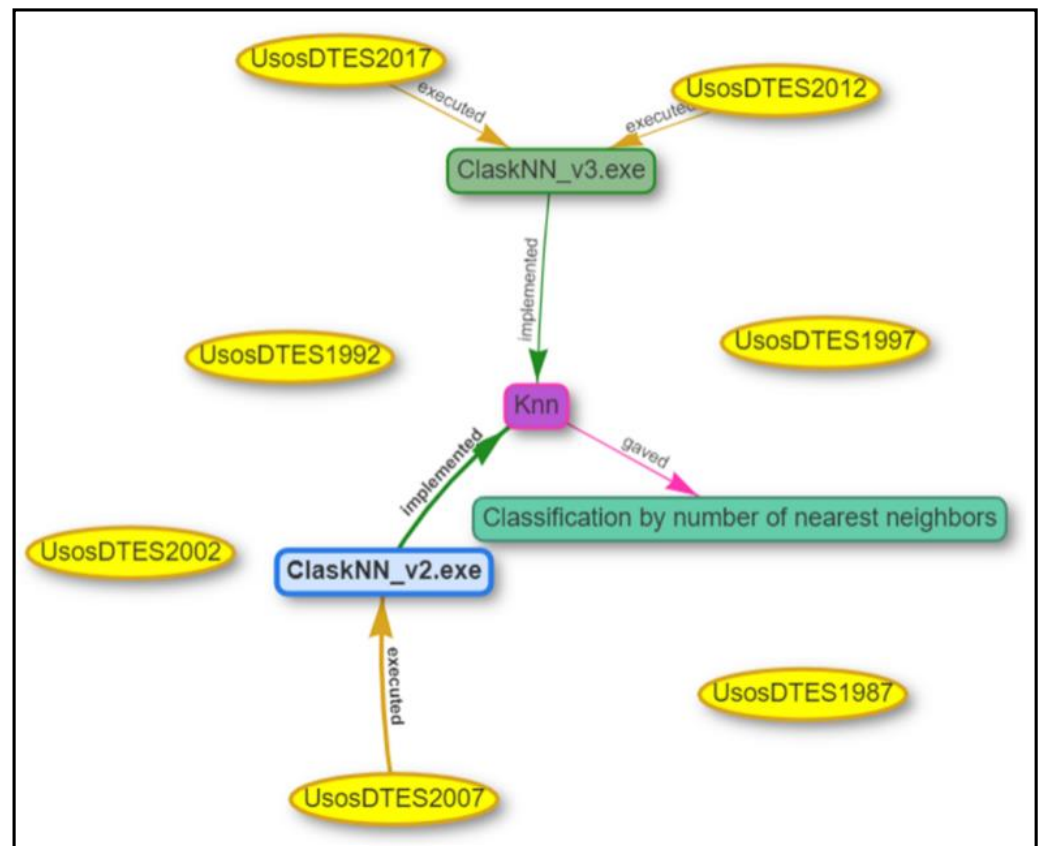 UsosDTES2017
UsosDTES2012
executed
executed
ClaskNN_v3.exe
implemented
UsosDTES1992
UsosDTES1997
Knn
implemented
gaved
Classification by number of nearest neighbors
UsosDTES2002
ClaskNN_v2.exe
executed
UsosDTES1987
UsosDTES2007